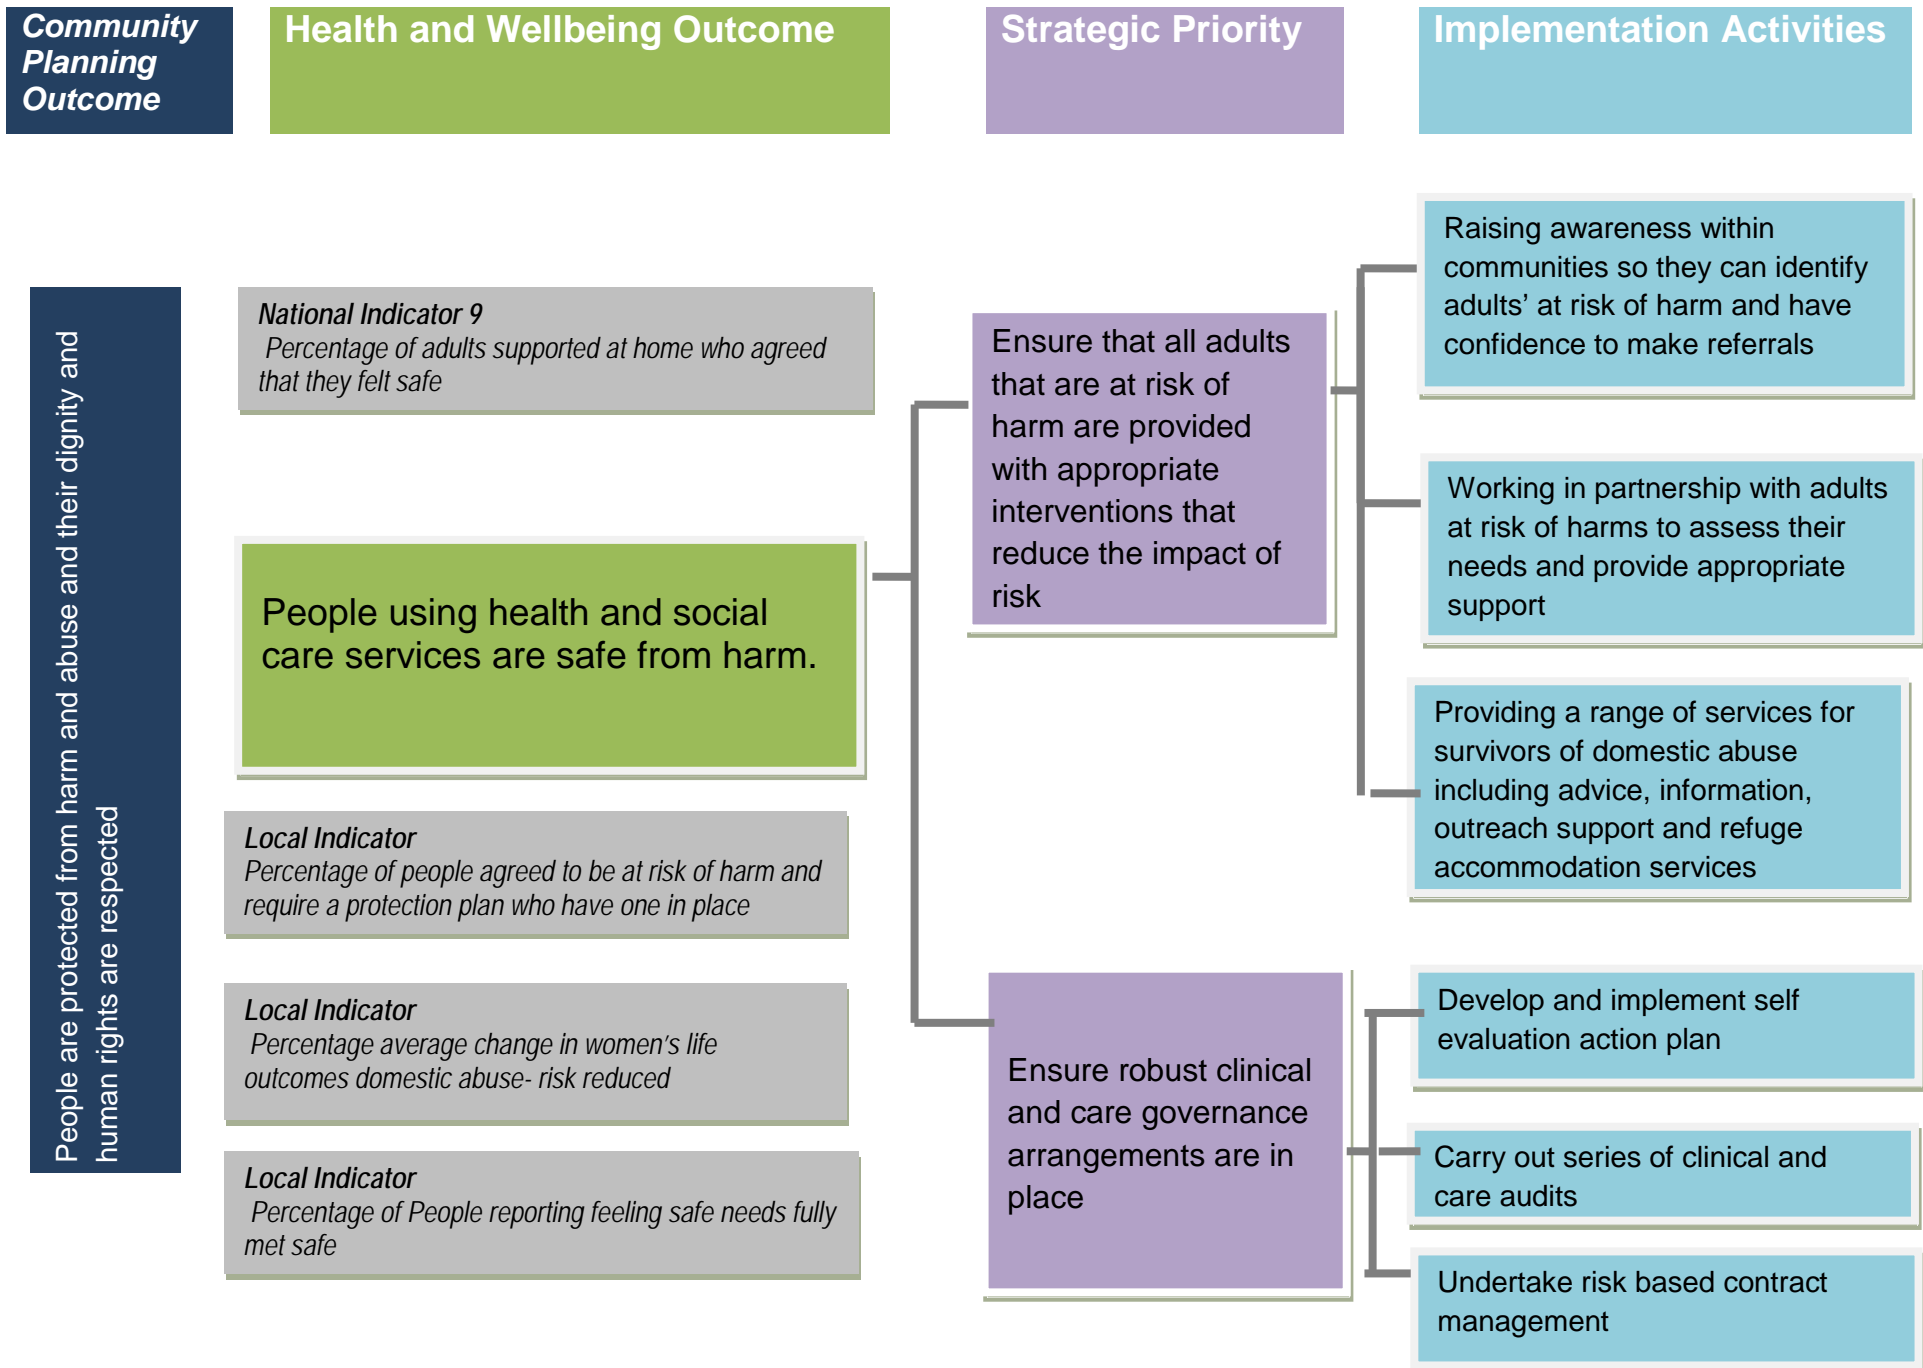 Community
Planning
Outcome
Health and Wellbeing Outcome
Strategic Priority
Implementation Activities
People are protected from harm and abuse and their dignity and
human rights are respected
National Indicator 9
Percentage of adults supported at home who agreed
that they felt safe
People using health and social
care services are safe from harm.
Local Indicator
Percentage of people agreed to be at risk of harm and
require a protection plan who have one in place
Local Indicator
Percentage average change in women's life
outcomes domestic abuse- risk reduced
Local Indicator
Percentage of People reporting feeling safe needs fully
met safe
Ensure that all adults
that are at risk of
harm are provided
with appropriate
interventions that
reduce the impact of
risk
Ensure robust clinical
and care governance
arrangements are in
place
Raising awareness within
communities so they can identify
adults’ at risk of harm and have
confidence to make referrals
Working in partnership with adults
at risk of harms to assess their
needs and provide appropriate
support
Providing a range of services for
survivors of domestic abuse
including advice, information,
outreach support and refuge
accommodation services
Develop and implement self
evaluation action plan
Carry out series of clinical and
care audits
Undertake risk based contract
management